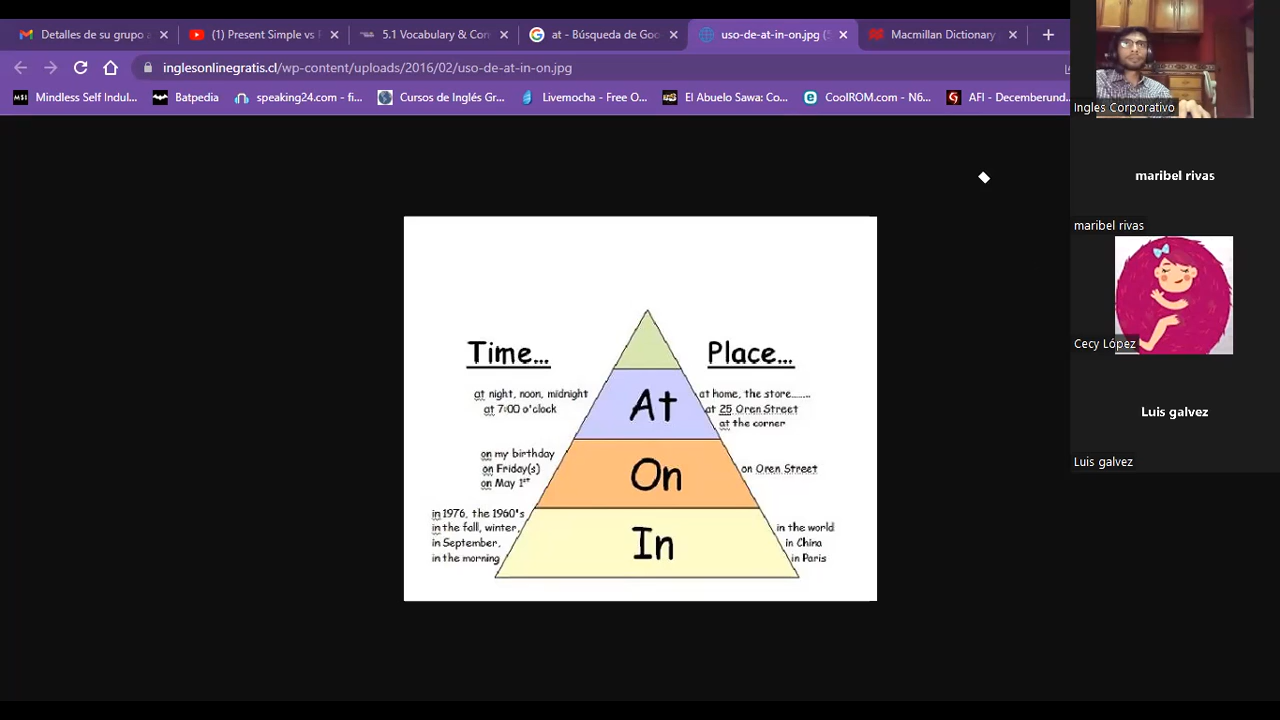 Detalles de su grupo a
(1) Present Simple vs P
5.1 Vocabulary & Con
at - Búsqueda de Goo
uso-de-at-in-on.jpg (5
Macmillan Dictionary
inglesonlinegratis.cl/wp-content/uploads/2016/02/uso-de-at-in-on.jpg
Mindless Self Indul...
Batpedia
speaking24.com - fi...
Cursos de Inglés Gr...
Livemocha - Free O...
El Abuelo Sawa: Co...
CoolROM.com - N6...
AFI - Decemberund...
Time...
Place...
at night, noon, midnight
at 7:00 o'clock
At
at home, the store........
at 25 Oren Street
at the corner
on my birthday
on Friday(s)
on May 1st
On
on Oren Street
in 1976, the 1960's
in the fall, winter,
in September,
in the morning
In
in the world
in China
in Paris
Ingles Corporativo
maribel rivas
maribel rivas
Cecy López
Luis galvez
Luis galvez